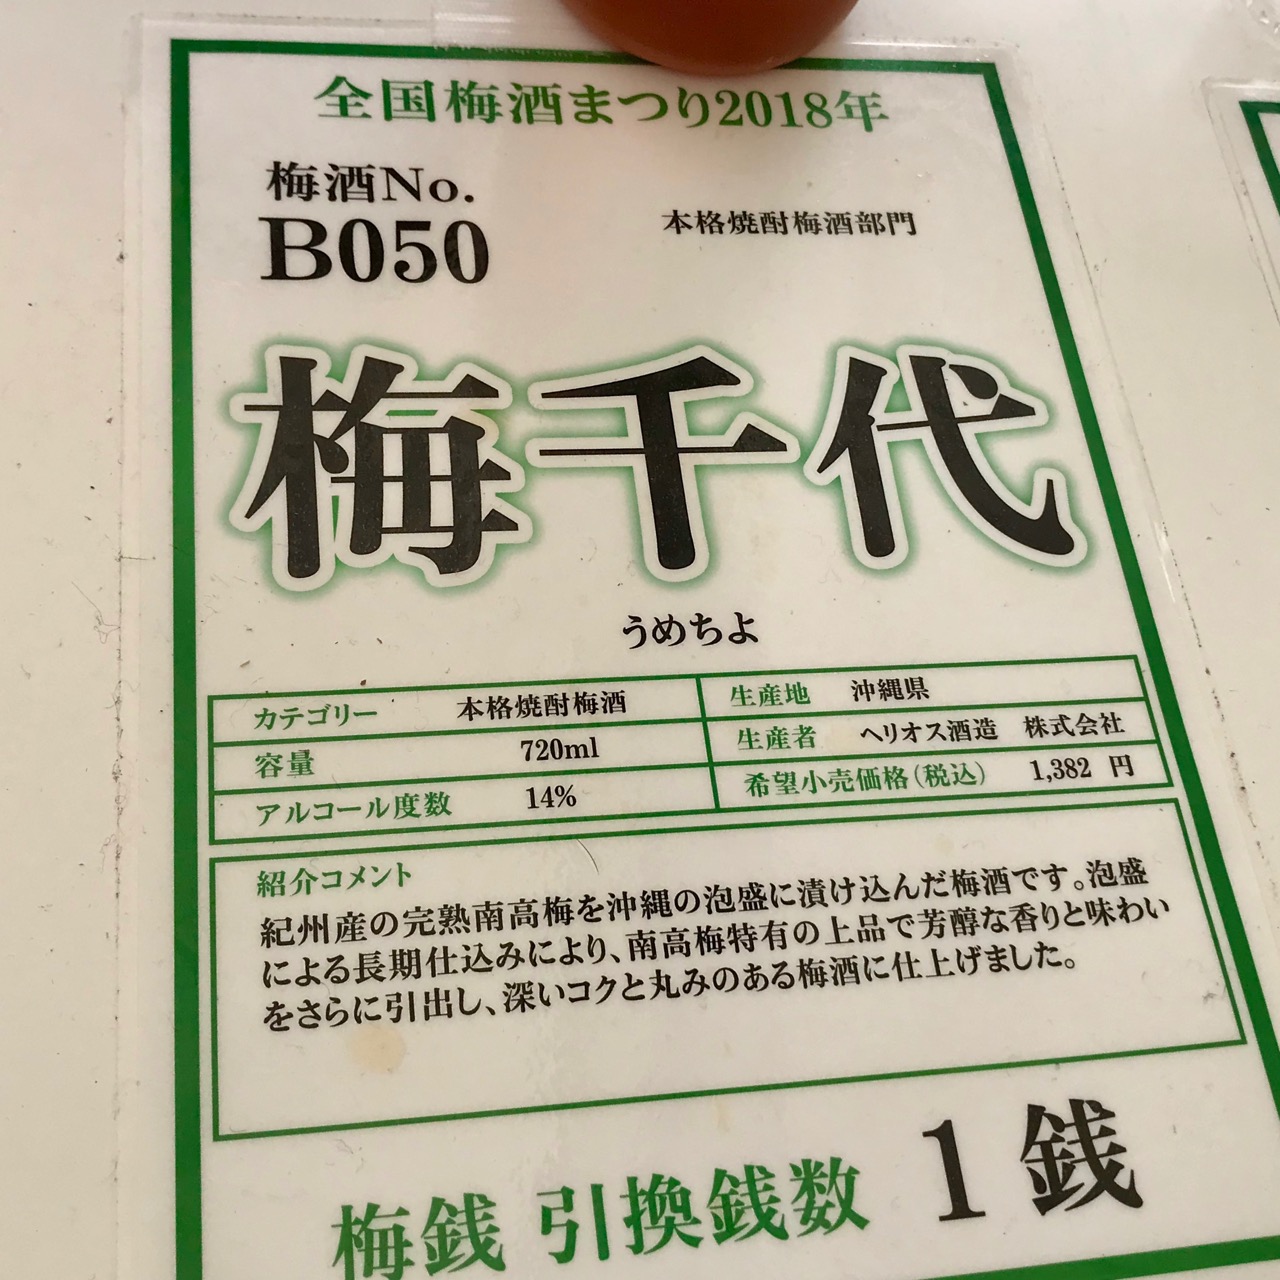 全国梅酒まつり2018年
梅酒No.
B050
本格焼酎梅酒部門
梅千代
うめちよ
カテゴリー 本格焼酎梅酒
容量 720ml
アルコール度数 14%
生産地 沖縄県
生産者 ヘリオス酒造 株式会社
希望小売価格（税込） 1,382 円
紹介コメント
紀州産の完熟南高梅を沖縄の泡盛に漬け込んだ梅酒です。泡盛
による長期仕込みにより、南高梅特有の上品で芳醇な香りと味わい
をさらに引出し、深いコクと丸みのある梅酒に仕上げました。
梅銭 引換銭数 1 銭